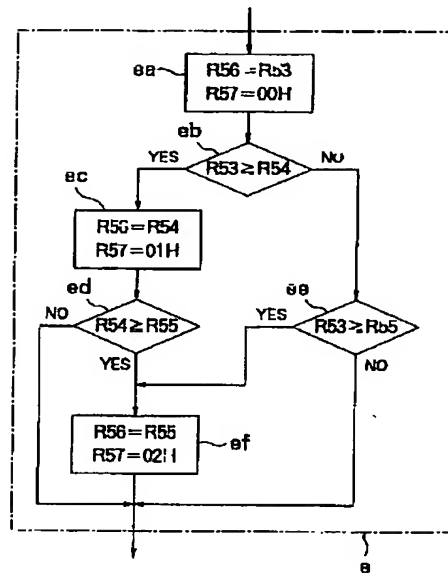 ea
R56=R53
R57=00H
eb
YES
R53≥R54
NO
ec
R56=R54
R57=01H
ed
NO
R54≥R55
YES
ee
YES
R53≥R55
NO
R56=R55
R57=02H
ef
e